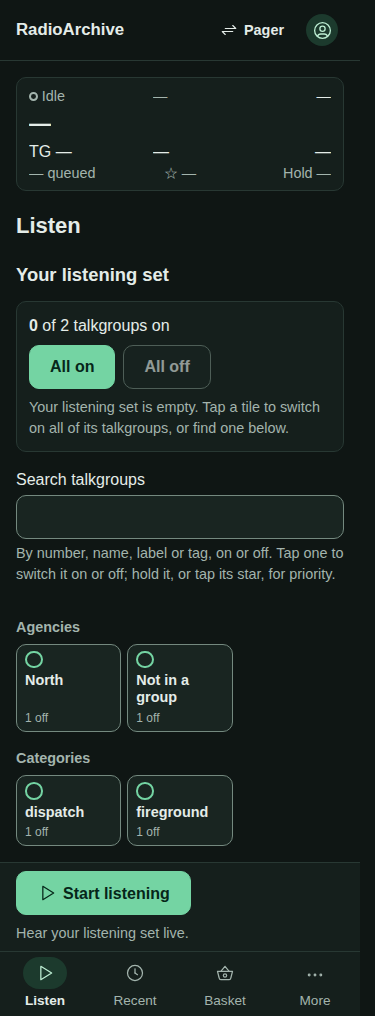 RadioArchive
Pager
Idle — —
—
TG — — —
— queued ☆ — Hold —
Listen
Your listening set
0 of 2 talkgroups on
All on All off
Your listening set is empty. Tap a tile to switch
on all of its talkgroups, or find one below.
Search talkgroups
By number, name, label or tag, on or off. Tap one to
switch it on or off; hold it, or tap its star, for priority.
Agencies
North
1 off
Not in a
group
1 off
Categories
dispatch
1 off
fireground
1 off
Start listening
Hear your listening set live.
Listen Recent Basket More